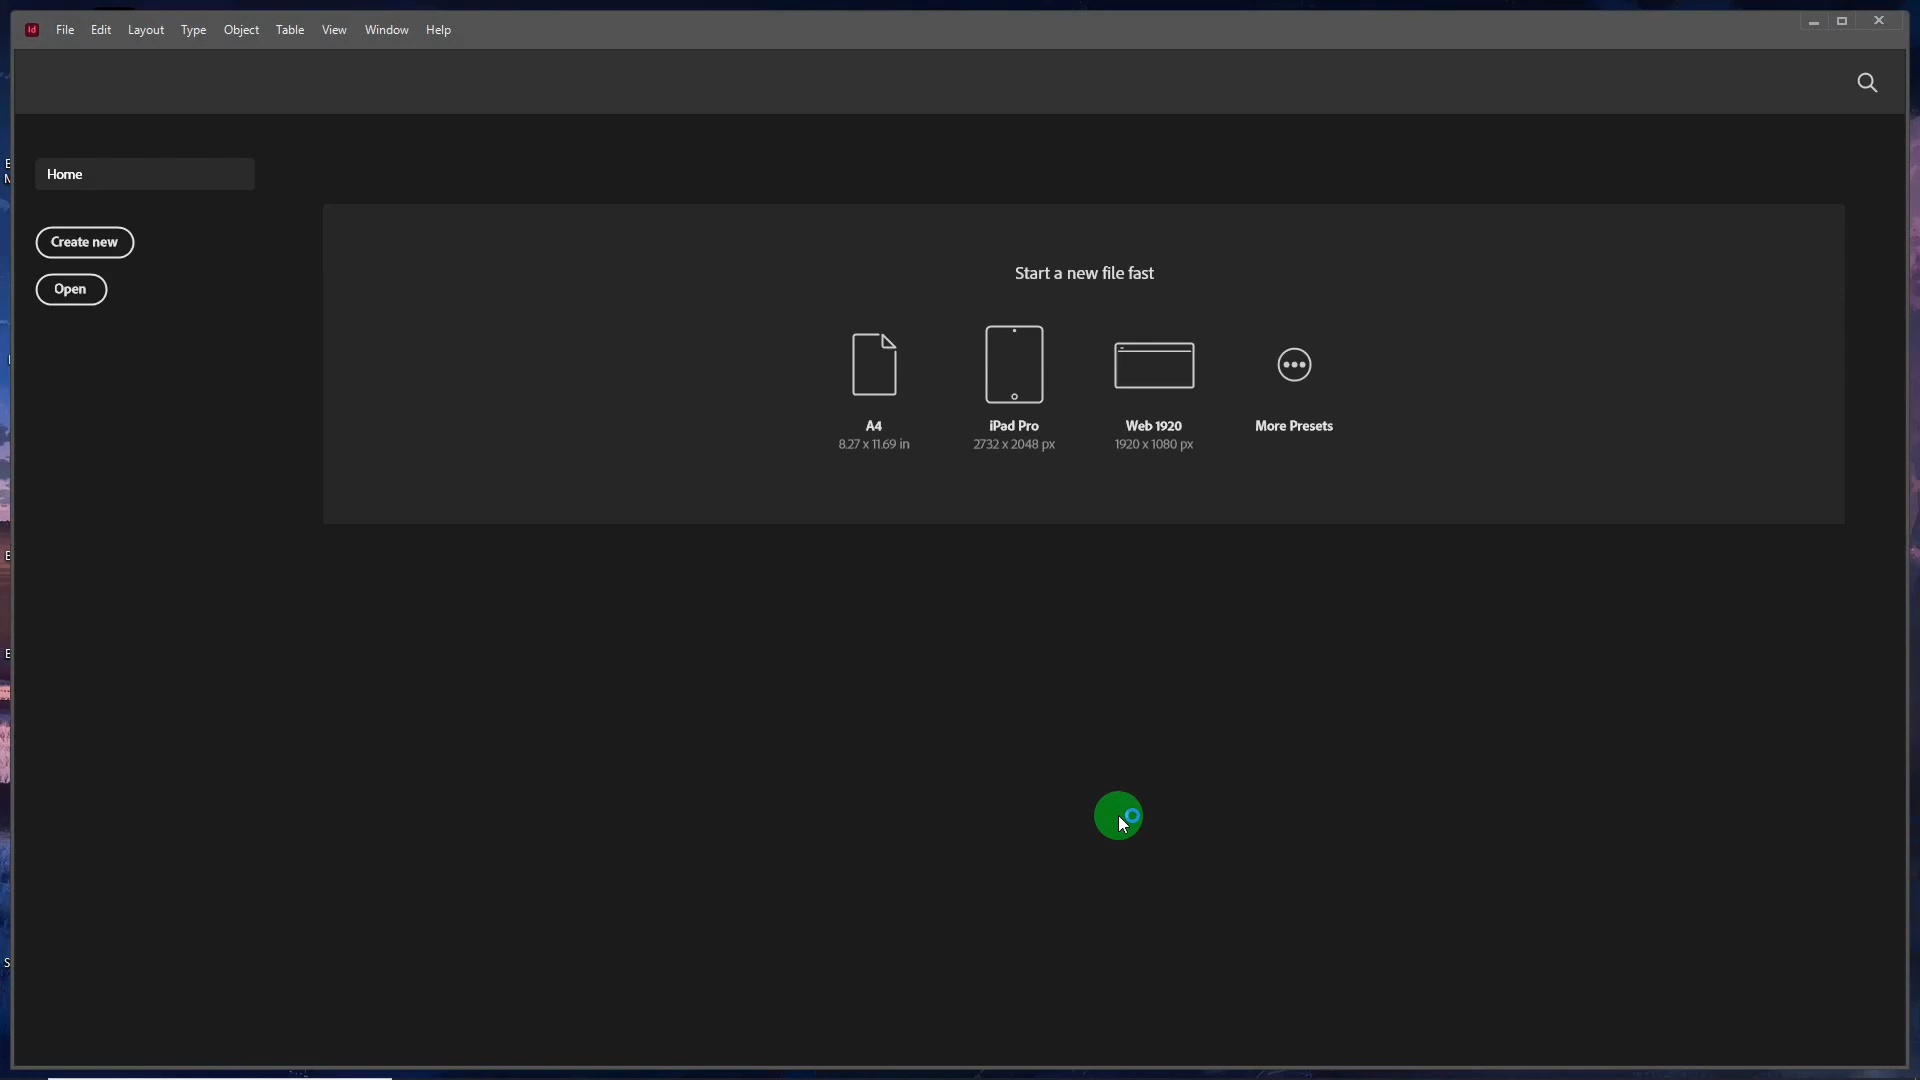 Id File Edit Layout Type Object Table View Window Help
Home
Create new
Open
Start a new file fast
A4 iPad Pro Web 1920 More Presets
8.27 x 11.69 in 2732 x 2048 px 1920 x 1080 px